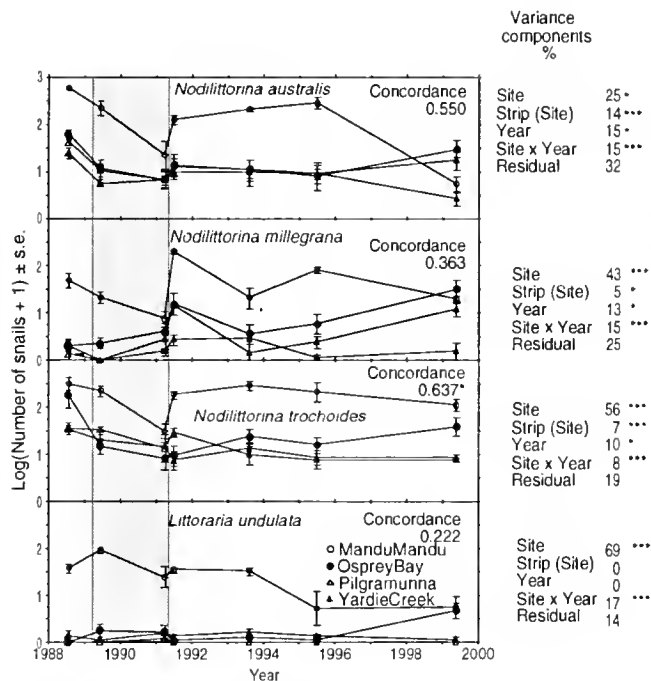 Variance
components
%
Nodilittorina australis
Concordance
0.550
Site 25 *
Strip (Site) 14 ***
Year 15 *
Site x Year 15 ***
Residual 32
3
2
1
0
Nodilittorina millegrana
Concordance
0.363
Site 43 ***
Strip (Site) 5 *
Year 13 *
Site x Year 15 ***
Residual 25
2
1
0
Log(Number of snails + 1) ± s.e.
Concordance
0.637*
Nodilittorina trochoides
Site 56 ***
Strip (Site) 7 ***
Year 10 *
Site x Year 8 ***
Residual 19
2
1
0
Littoraria undulata
Concordance
0.222
ManduMandu
OspreyBay
Pilgramunna
YardieCreek
Site 69 ***
Strip (Site) 0
Year 0
Site x Year 17 ***
Residual 14
2
1
0
1988 1990 1992 1994 1996 1998 2000
Year